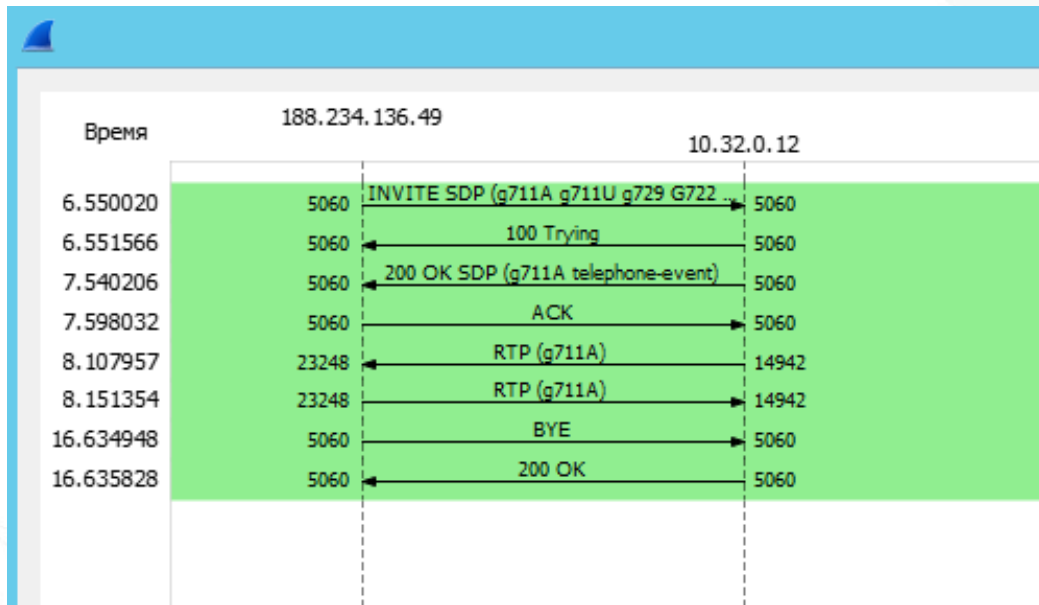 188.234.136.49
Время
10.32.0.12
6.550020 5060 INVITE SDP (g711A g711U g729 G722 ... 5060
6.551566 5060 100 Trying 5060
7.540206 5060 200 OK SDP (g711A telephone-event) 5060
7.598032 5060 ACK 5060
8.107957 23248 RTP (g711A) 14942
8.151354 23248 RTP (g711A) 14942
16.634948 5060 BYE 5060
16.635828 5060 200 OK 5060